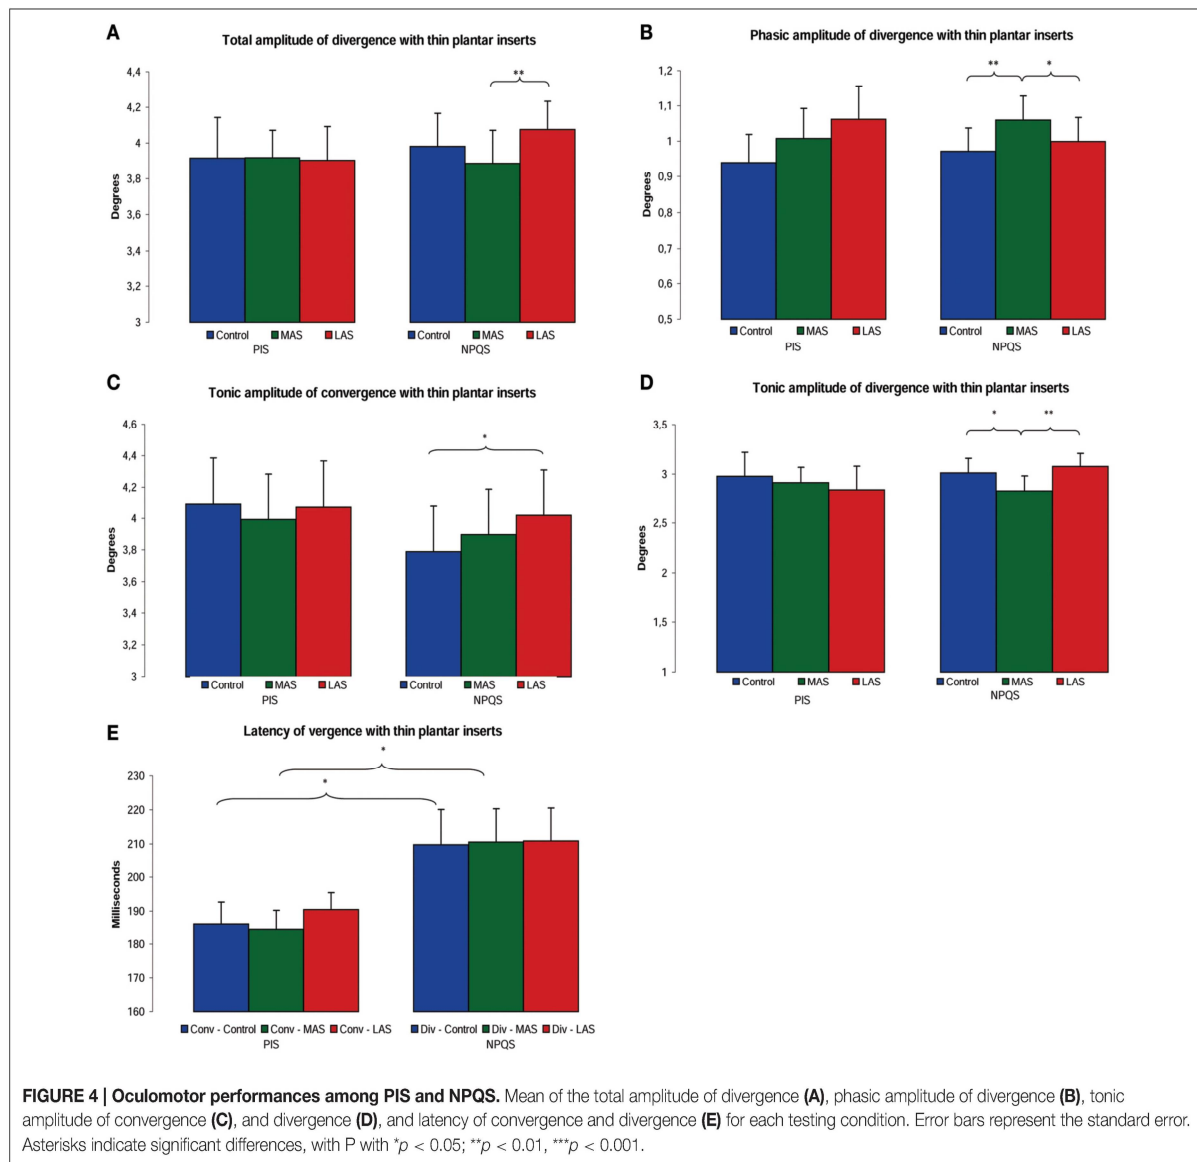 A
Total amplitude of divergence with thin plantar inserts
4,4
4,2
4
3,8
3,6
3,4
3,2
3
Degrees
**
Control MAS LAS Control MAS LAS
PIS NPQS
B
Phasic amplitude of divergence with thin plantar inserts
1,2
1,1
1
0,9
0,8
0,7
0,6
0,5
Degrees
** *
Control MAS LAS Control MAS LAS
PIS NPQS
C
Tonic amplitude of convergence with thin plantar inserts
4,6
4,4
4,2
4
3,8
3,6
3,4
3,2
3
Degrees
*
Control MAS LAS Control MAS LAS
PIS NPQS
D
Tonic amplitude of divergence with thin plantar inserts
3,5
3
2,5
2
1,5
1
Degrees
* **
Control MAS LAS Control MAS LAS
PIS NPQS
E
Latency of vergence with thin plantar inserts
230
220
210
200
190
180
170
160
Milliseconds
*
*
Conv - Control Conv - MAS Conv - LAS Div - Control Div - MAS Div - LAS
PIS NPQS
FIGURE 4 | Oculomotor performances among PIS and NPQS. Mean of the total amplitude of divergence (A), phasic amplitude of divergence (B), tonic
amplitude of convergence (C), and divergence (D), and latency of convergence and divergence (E) for each testing condition. Error bars represent the standard error.
Asterisks indicate significant differences, with P with *p < 0.05; **p < 0.01, ***p < 0.001.